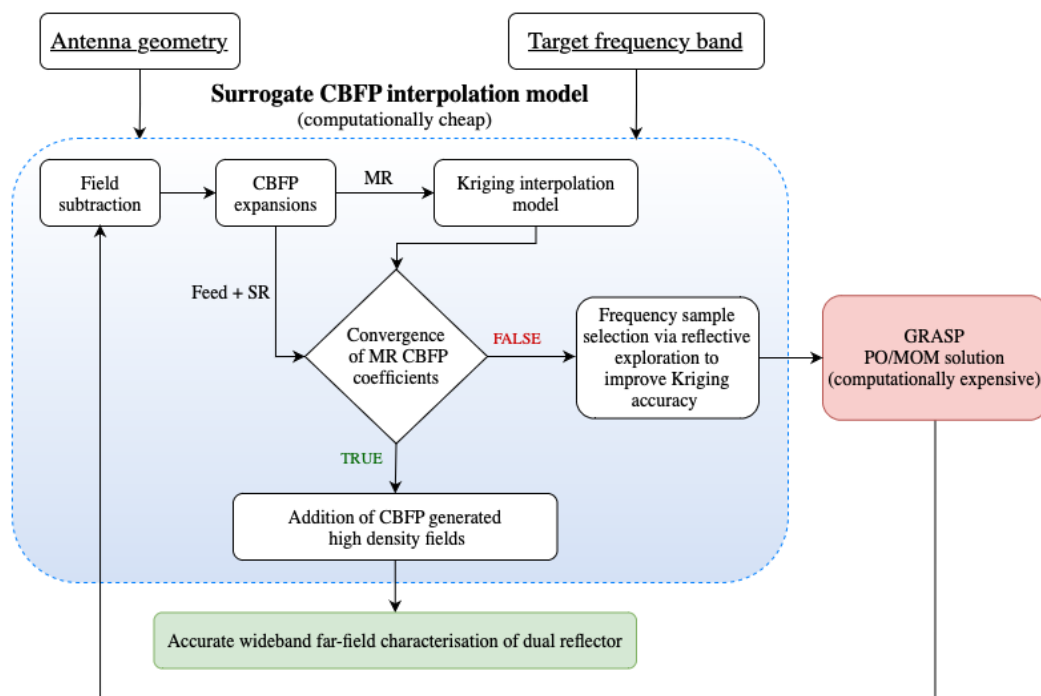 Antenna geometry
Target frequency band
Surrogate CBFP interpolation model
(computationally cheap)
Field
subtraction
CBFP
expansions
MR
Kriging interpolation
model
Feed + SR
Convergence
of MR CBFP
coefficients
FALSE
Frequency sample
selection via reflective
exploration to
improve Kriging
accuracy
GRASP
PO/MOM solution
(computationally expensive)
TRUE
Addition of CBFP generated
high density fields
Accurate wideband far-field characterisation of dual reflector